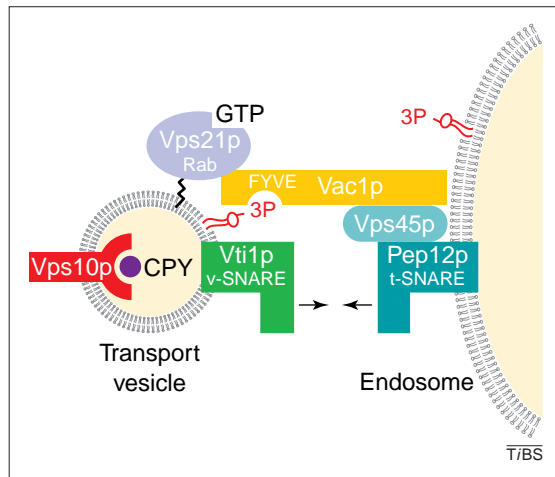 GTP
Vps21p
Rab
3P
FYVE Vac1p
3P
Vps45p
Vps10p
CPY
Vti1p
v-SNARE
Pep12p
t-SNARE
Transport
vesicle
Endosome
TiBS